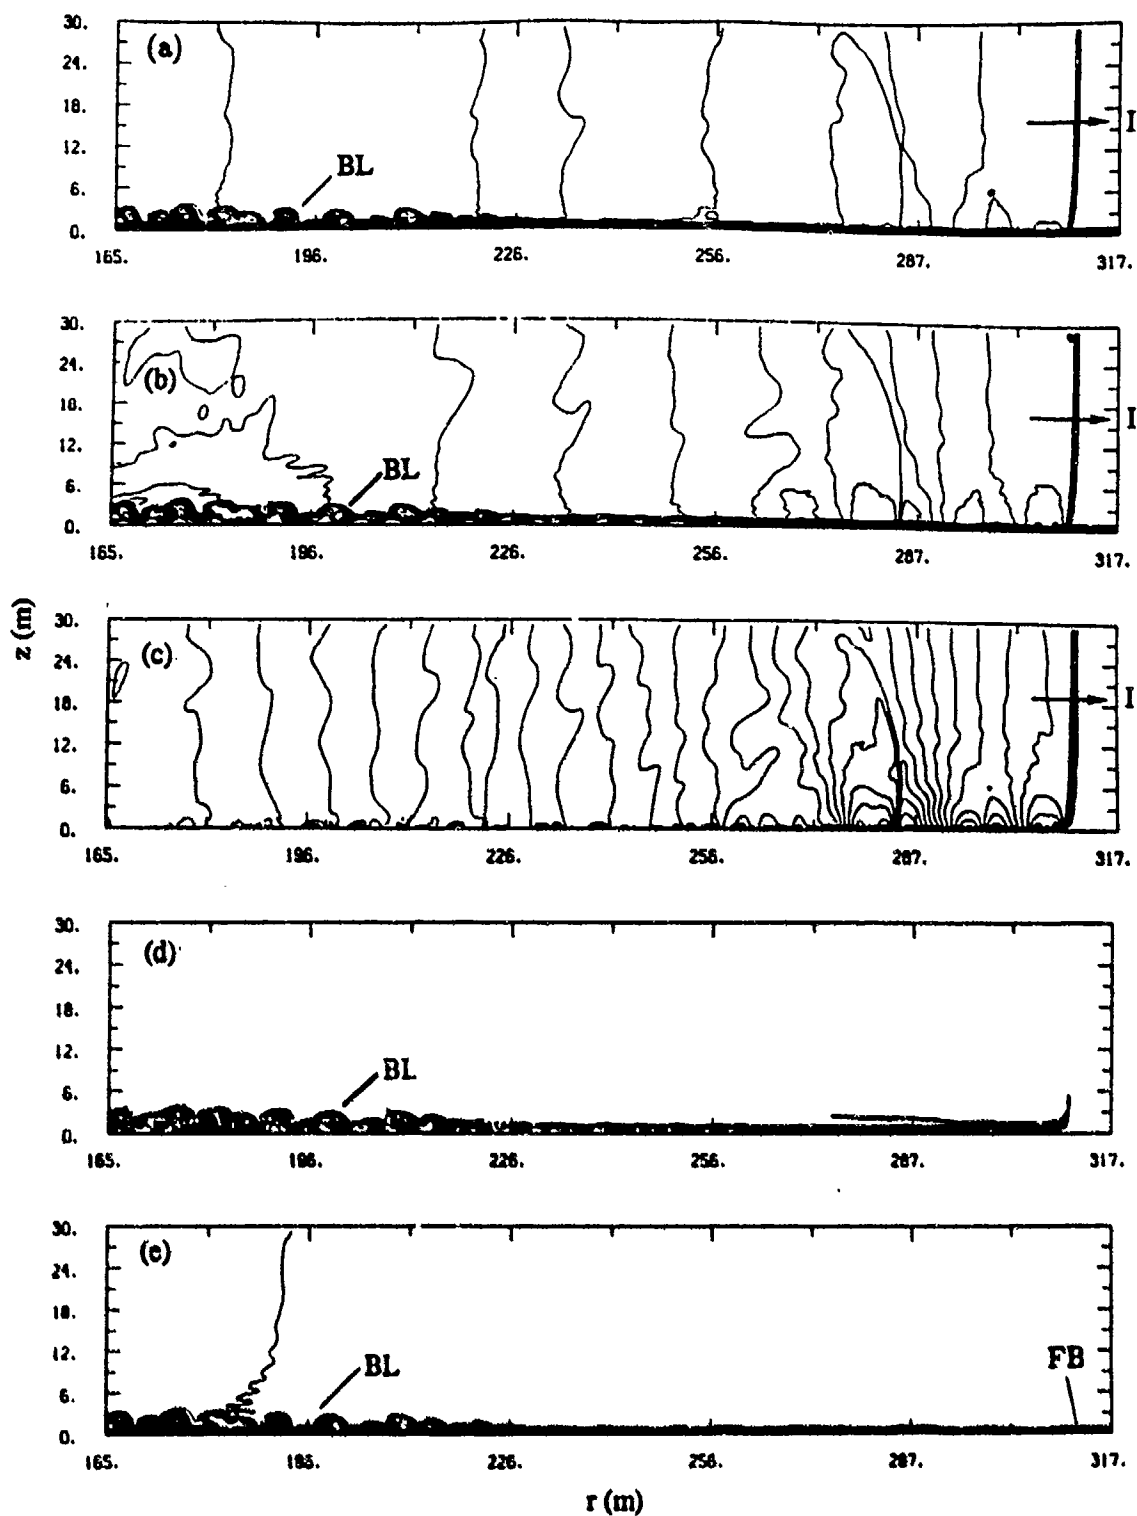 30.
(a)
24.
18.
I
12.
BL
6.
0.
165. 196. 226. 256. 287. 317.
30.
24.
(b)
18.
I
12.
BL
6.
0.
165. 196. 226. 256. 287. 317.
z (m)
30.
(c)
24.
18.
I
12.
6.
0.
165. 196. 226. 256. 287. 317.
30.
(d)
24.
18.
12.
BL
6.
0.
165. 196. 226. 256. 287. 317.
30.
(e)
24.
18.
12.
BL
FB
6.
0.
165. 196. 226. 256. 287. 317.
r (m)